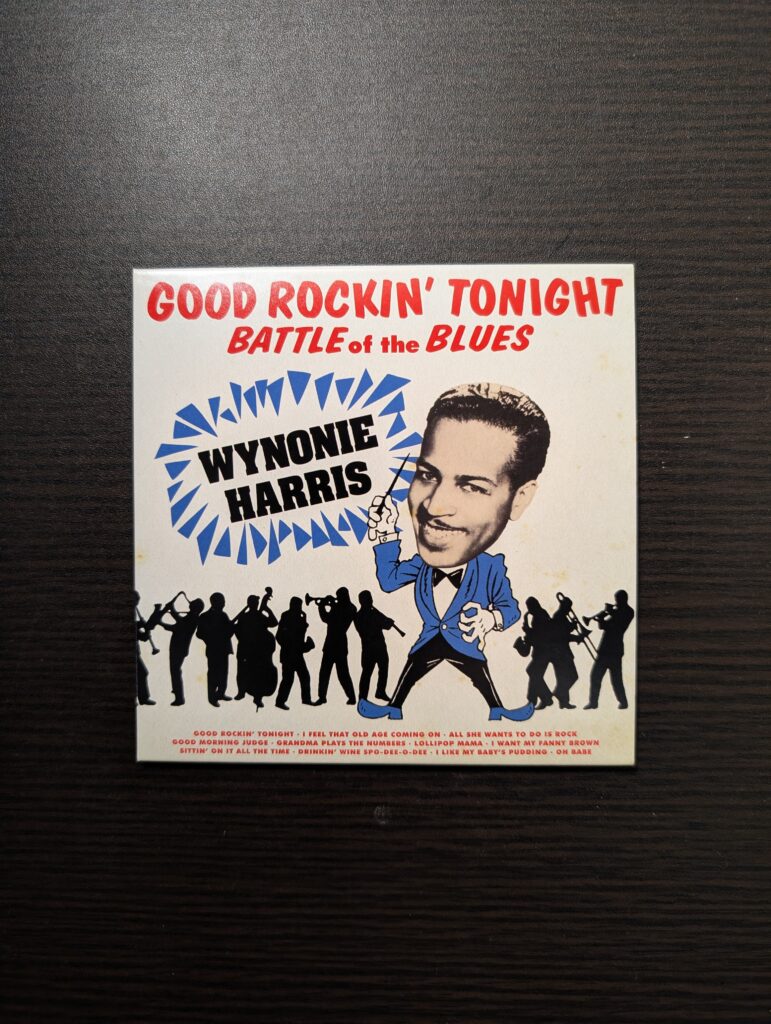 GOOD ROCKIN' TONIGHT
BATTLE of the BLUES
WYNONIE
HARRIS
GOOD ROCKIN' TONIGHT · I FEEL THAT OLD AGE COMING ON · ALL SHE WANTS TO DO IS ROCK
GOOD MORNING JUDGE · GRANDMA PLAYS THE NUMBERS · LOLLIPOP MAMA · I WANT MY FANNY BROWN
SITTIN' ON IT ALL THE TIME · DRINKIN' WINE SPO-DEE-O-DEE · I LIKE MY BABY'S PUDDING · OH BABE